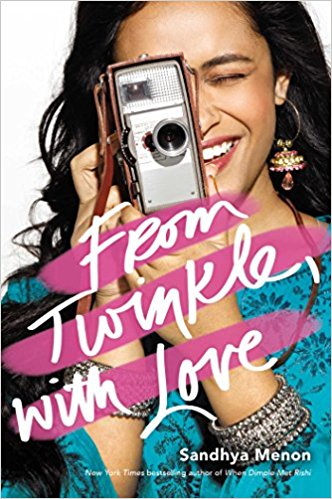 From
Twinkle,
with Love
Sandhya Menon
New York Times bestselling author of When Dimple Met Rishi